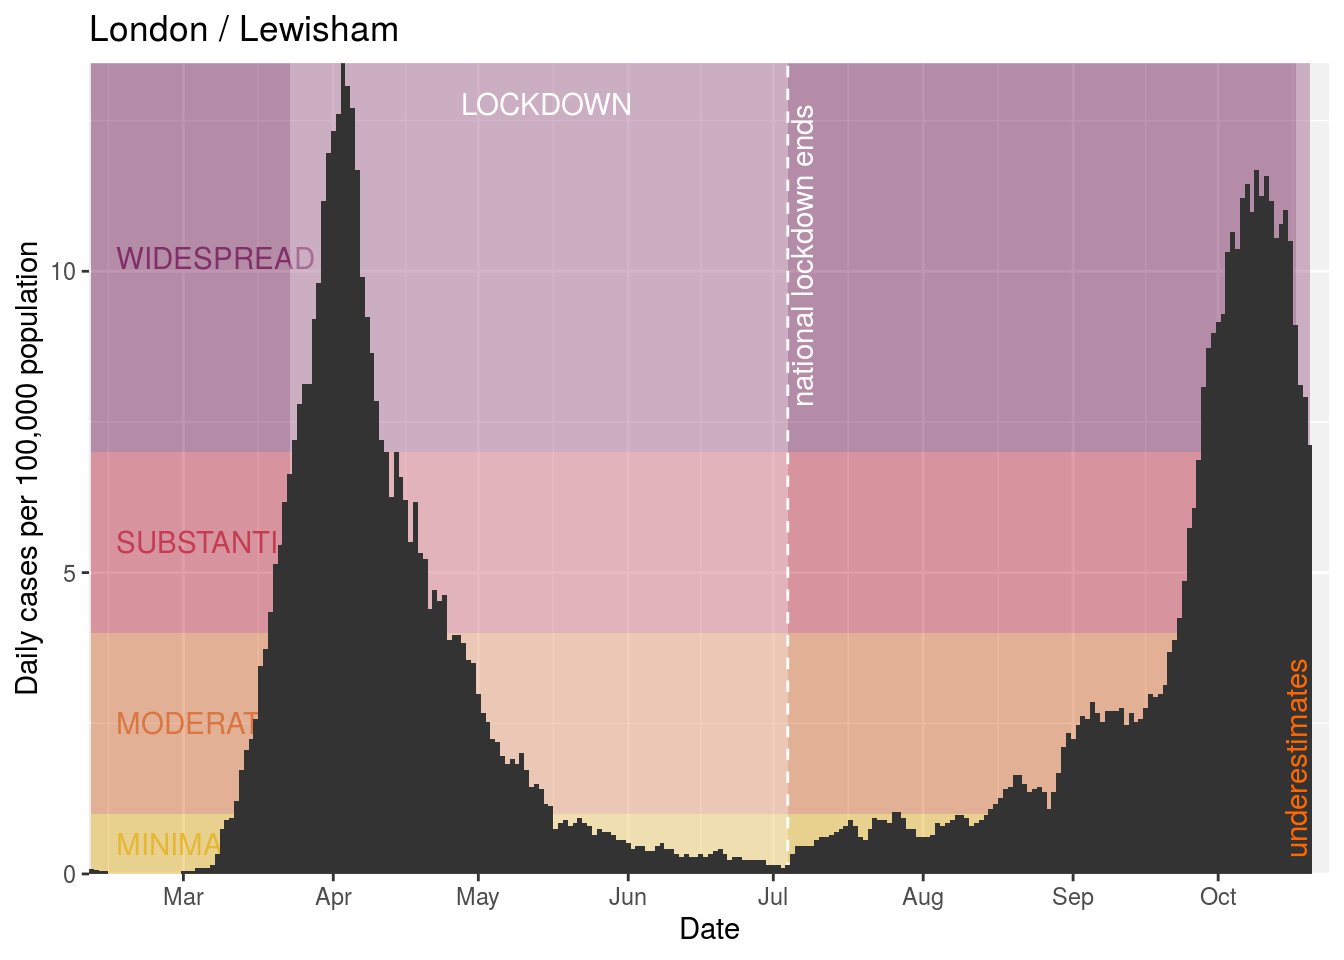 London / Lewisham
LOCKDOWN
national lockdown ends
WIDESPREAD
SUBSTANTI
MODERAT
MINIMA
underestimates
10
5
0
Daily cases per 100,000 population
Mar Apr May Jun Jul Aug Sep Oct
Date